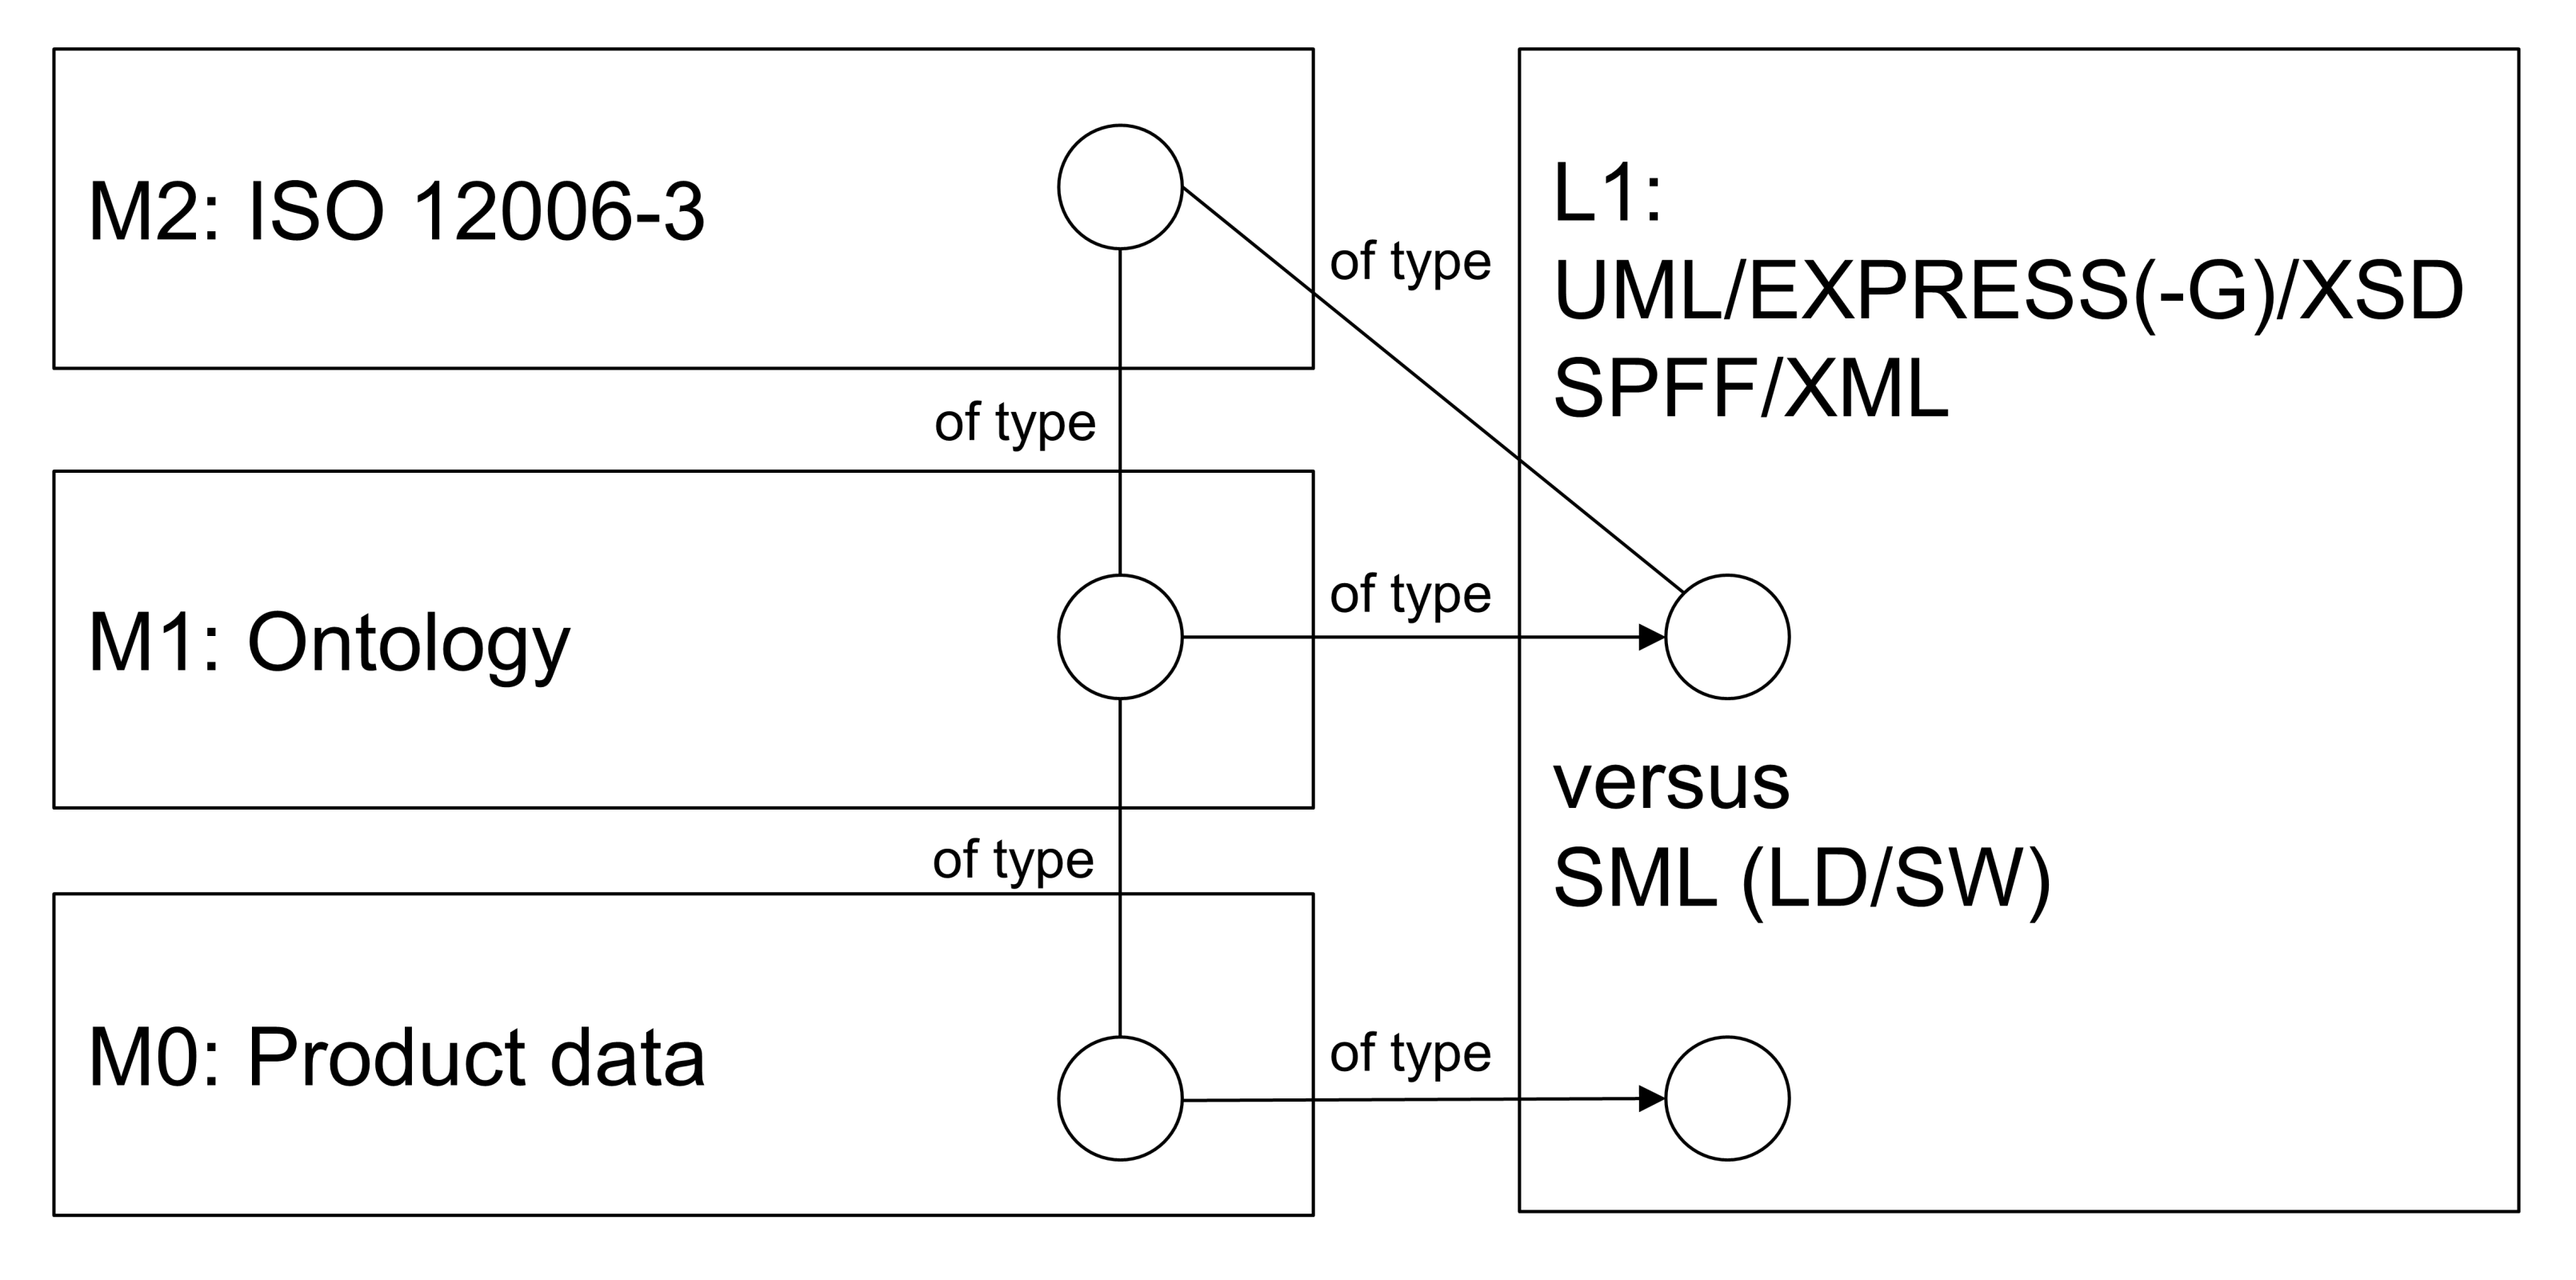 M2: ISO 12006-3
of type
L1:
UML/EXPRESS(-G)/XSD
SPFF/XML
of type
M1: Ontology
of type
versus
SML (LD/SW)
of type
M0: Product data
of type